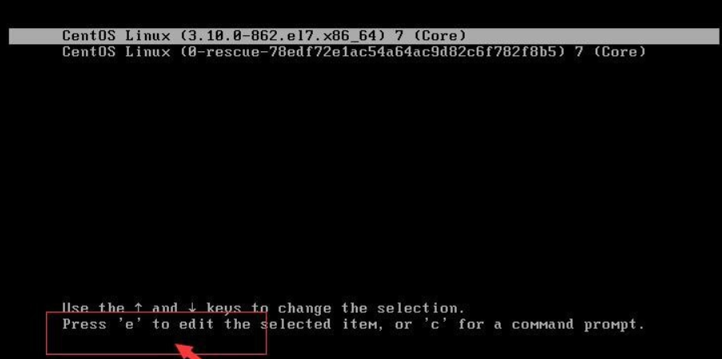 CentOS Linux (3.10.0-862.el7.x86_64) 7 (Core)
CentOS Linux (0-rescue-78edf72e1ac54a64ac9d82c6f782f8b5) 7 (Core)
Use the ↑ and ↓ keys to change the selection.
Press 'e' to edit the selected item, or 'c' for a command prompt.